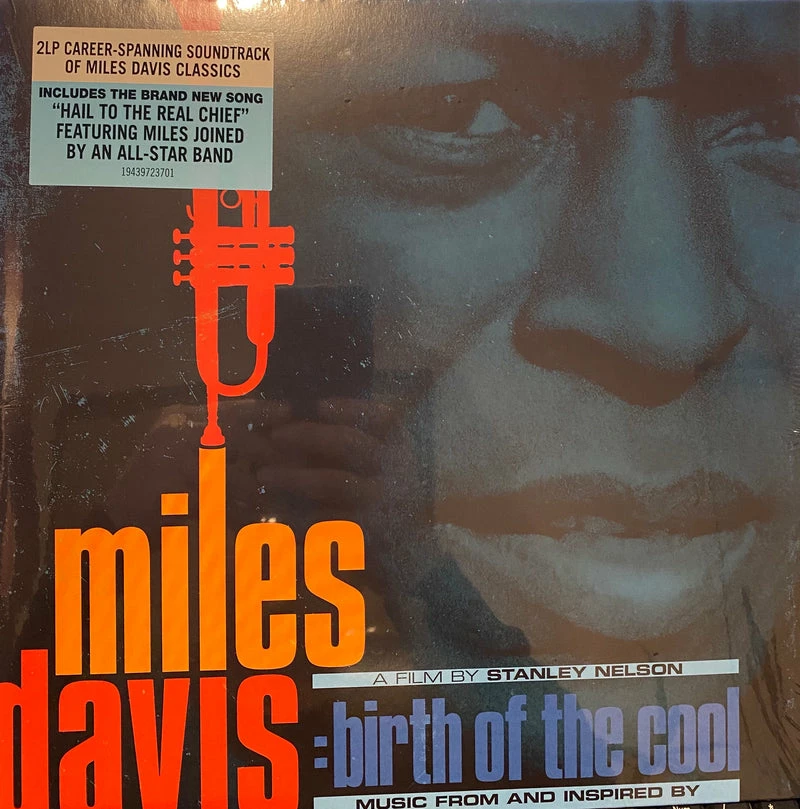 2LP CAREER-SPANNING SOUNDTRACK
OF MILES DAVIS CLASSICS
INCLUDES THE BRAND NEW SONG
“HAIL TO THE REAL CHIEF”
FEATURING MILES JOINED
BY AN ALL-STAR BAND
19439723701
miles
davis
A FILM BY STANLEY NELSON
:birth of the cool
MUSIC FROM AND INSPIRED BY